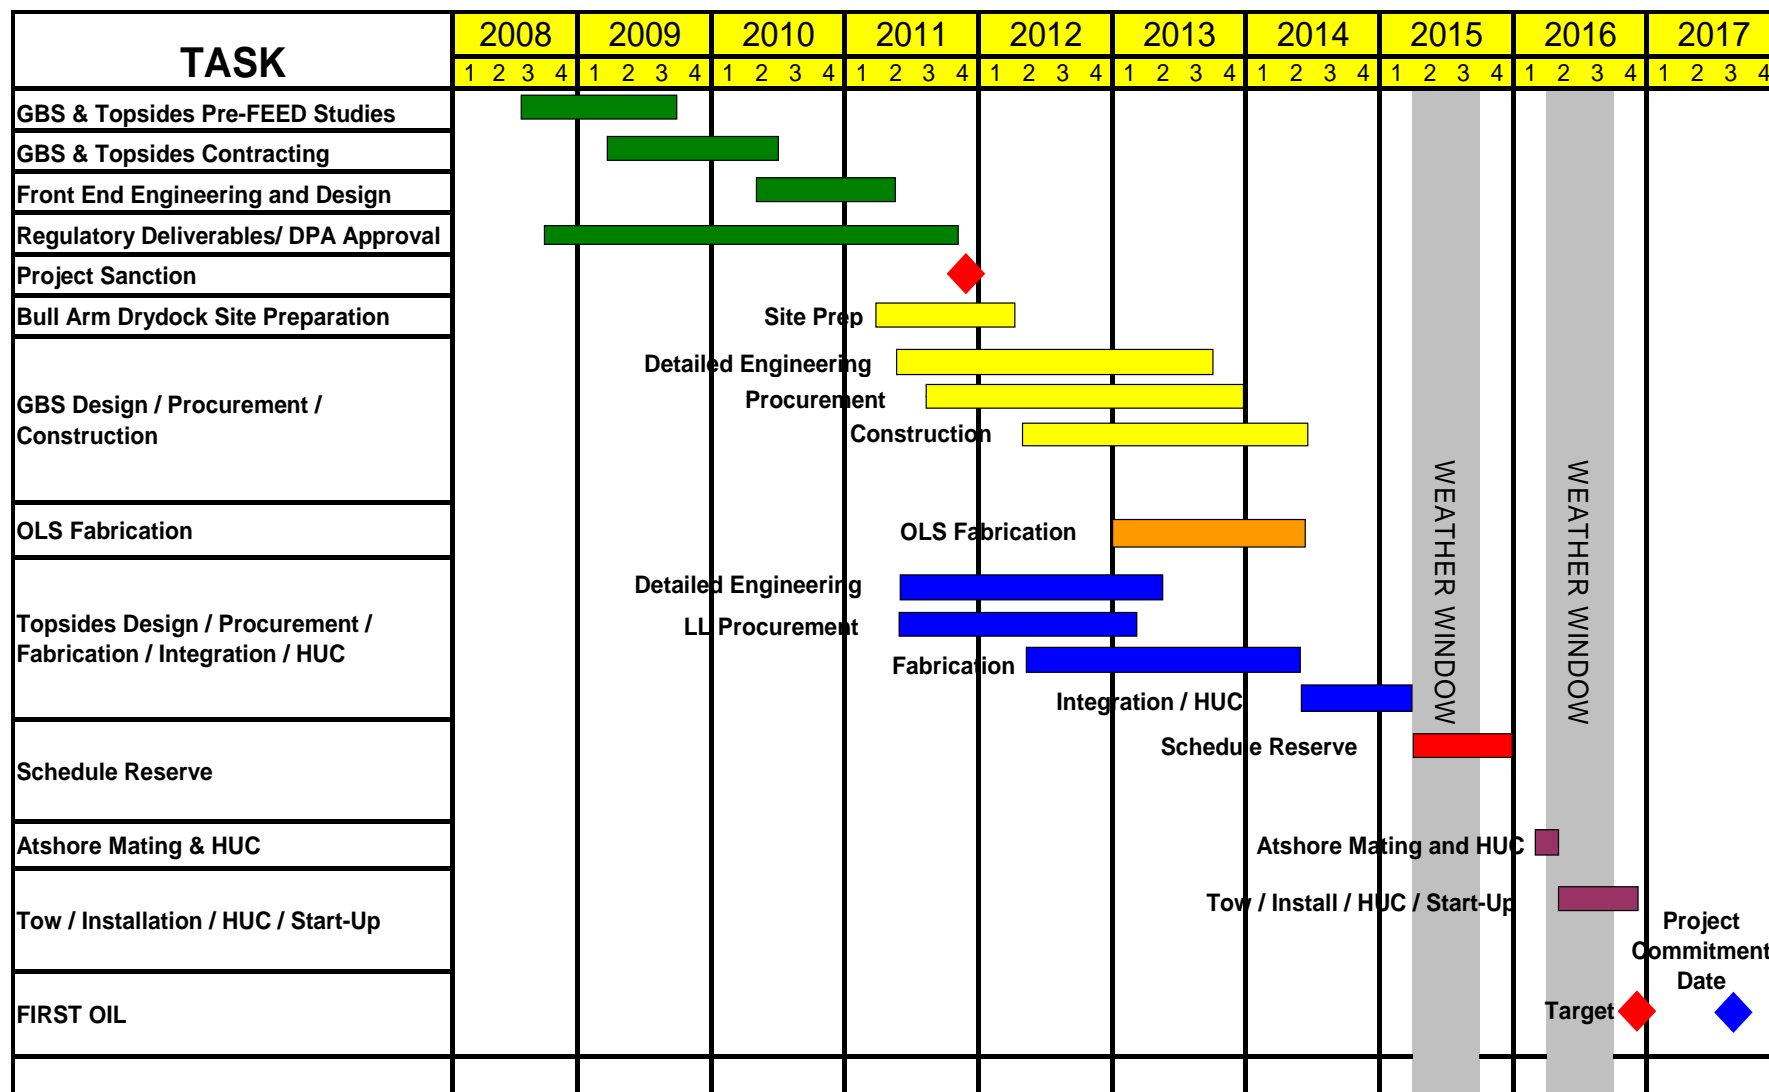 TASK
2008 2009 2010 2011 2012 2013 2014 2015 2016 2017
1 2 3 4 1 2 3 4 1 2 3 4 1 2 3 4 1 2 3 4 1 2 3 4 1 2 3 4 1 2 3 4 1 2 3 4 1 2 3 4
GBS & Topsides Pre-FEED Studies
GBS & Topsides Contracting
Front End Engineering and Design
Regulatory Deliverables/ DPA Approval
Project Sanction
Bull Arm Drydock Site Preparation
Site Prep
GBS Design / Procurement /
Construction
Detailed Engineering
Procurement
Construction
OLS Fabrication
OLS Fabrication
Topsides Design / Procurement /
Fabrication / Integration / HUC
Detailed Engineering
LL Procurement
Fabrication
Integration / HUC
WEATHER WINDOW
WEATHER WINDOW
Schedule Reserve
Schedule Reserve
Atshore Mating & HUC
Atshore Mating and HUC
Tow / Installation / HUC / Start-Up
Tow / Install / HUC / Start-Up
Project
Commitment
Date
FIRST OIL
Target